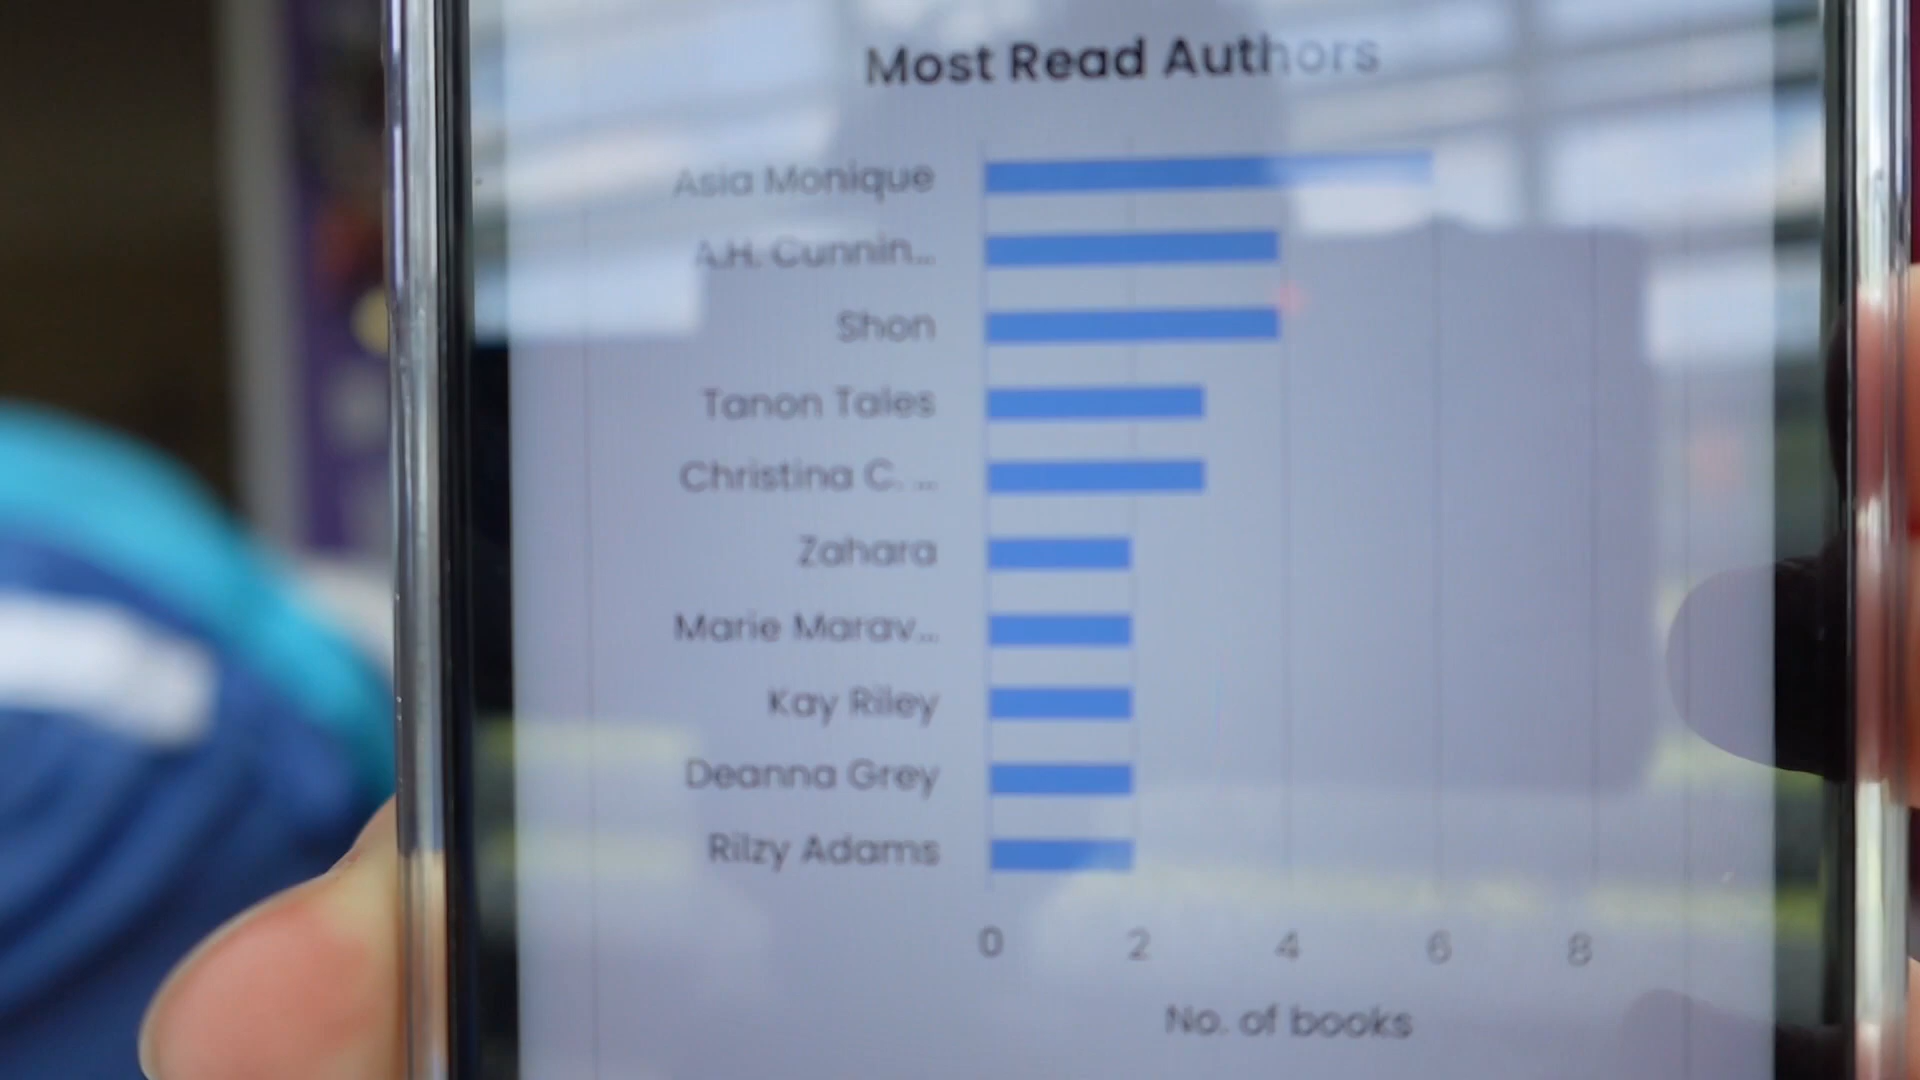 Most Read Authors
Asia Monique
A.H. Cunnin...
Shon
Tanon Tales
Christina C. ...
Zahara
Marie Marav...
Kay Riley
Deanna Grey
Rilzy Adams
0 2 4 6 8
No. of books